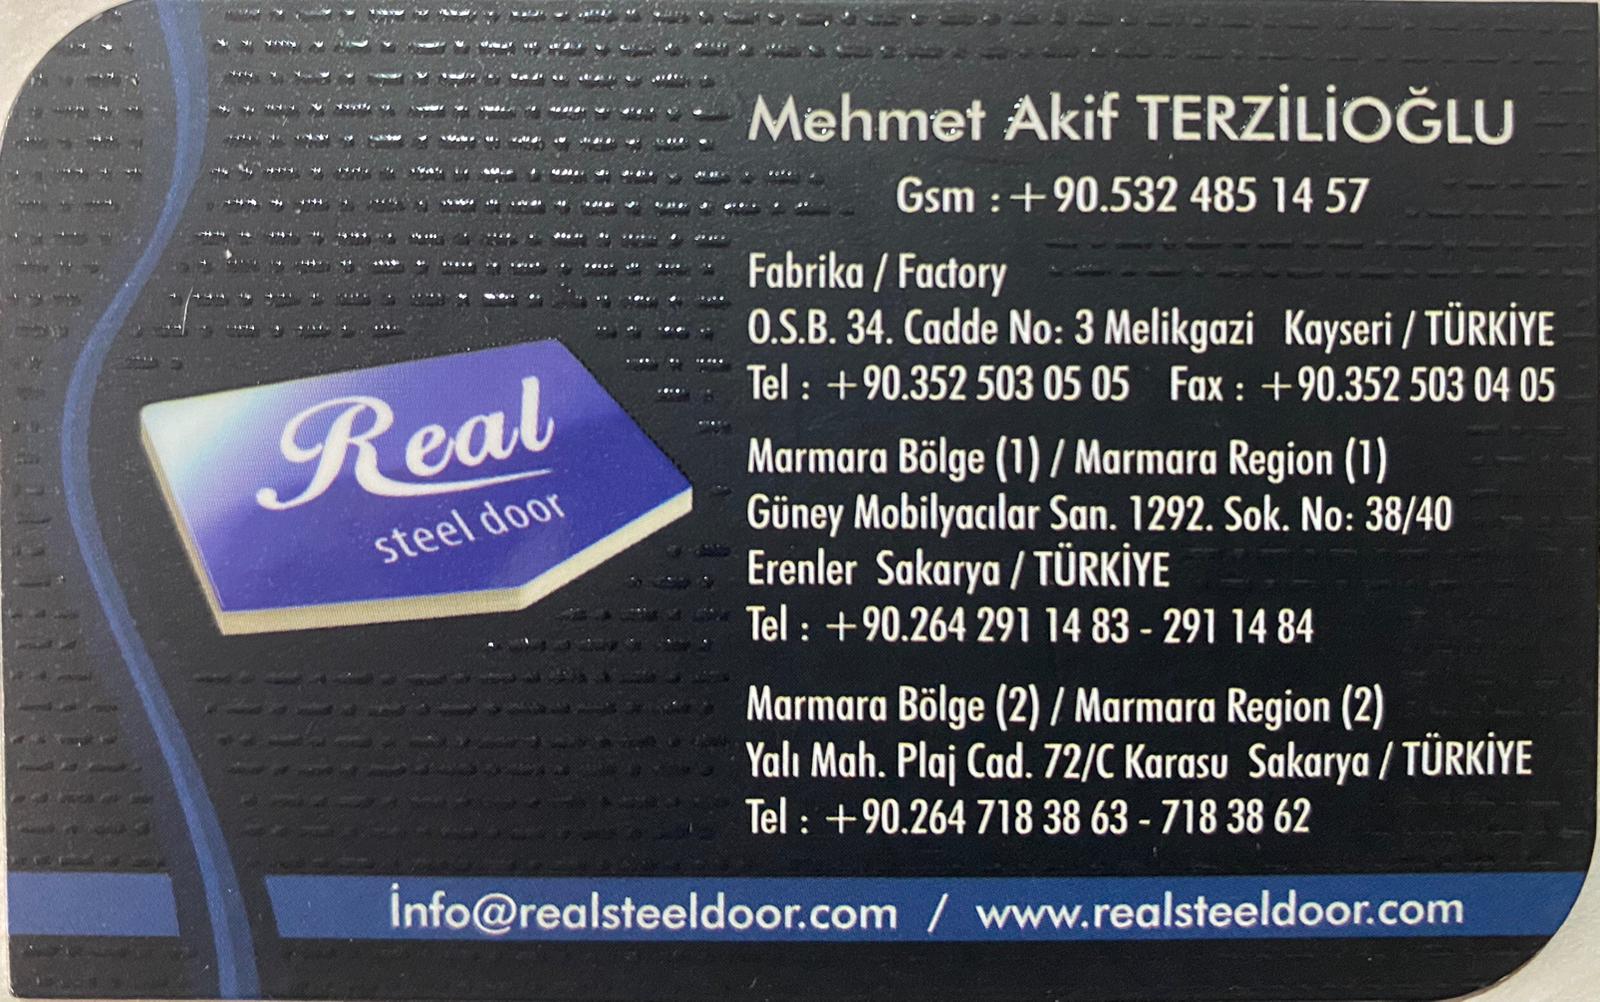 Mehmet Akif TERZİLİOĞLU
Gsm : +90.532 485 14 57
Fabrika / Factory
O.S.B. 34. Cadde No: 3 Melikgazi Kayseri / TÜRKİYE
Tel : +90.352 503 05 05 Fax : +90.352 503 04 05
Real
steel door
Marmara Bölge (1) / Marmara Region (1)
Güney Mobilyacılar San. 1292. Sok. No: 38/40
Erenler Sakarya / TÜRKİYE
Tel : +90.264 291 14 83 - 291 14 84
Marmara Bölge (2) / Marmara Region (2)
Yalı Mah. Plaj Cad. 72/C Karasu Sakarya / TÜRKİYE
Tel : +90.264 718 38 63 - 718 38 62
İnfo@realsteeldoor.com / www.realsteeldoor.com